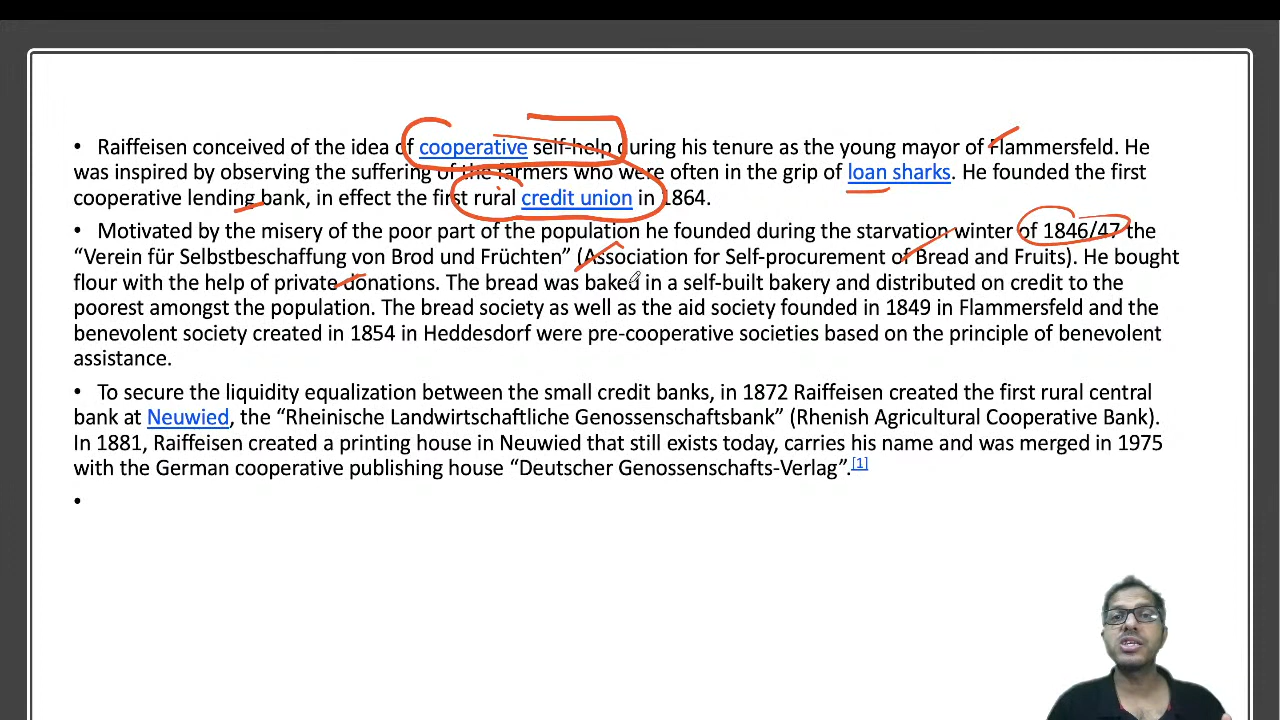 • Raiffeisen conceived of the idea of cooperative self-help during his tenure as the young mayor of Flammersfeld. He
was inspired by observing the suffering of the farmers who were often in the grip of loan sharks. He founded the first
cooperative lending bank, in effect the first rural credit union in 1864.
• Motivated by the misery of the poor part of the population he founded during the starvation winter of 1846/47 the
“Verein für Selbstbeschaffung von Brod und Früchten” (Association for Self-procurement of Bread and Fruits). He bought
flour with the help of private donations. The bread was baked in a self-built bakery and distributed on credit to the
poorest amongst the population. The bread society as well as the aid society founded in 1849 in Flammersfeld and the
benevolent society created in 1854 in Heddesdorf were pre-cooperative societies based on the principle of benevolent
assistance.
• To secure the liquidity equalization between the small credit banks, in 1872 Raiffeisen created the first rural central
bank at Neuwied, the “Rheinische Landwirtschaftliche Genossenschaftsbank” (Rhenish Agricultural Cooperative Bank).
In 1881, Raiffeisen created a printing house in Neuwied that still exists today, carries his name and was merged in 1975
with the German cooperative publishing house “Deutscher Genossenschafts-Verlag”.[1]
•